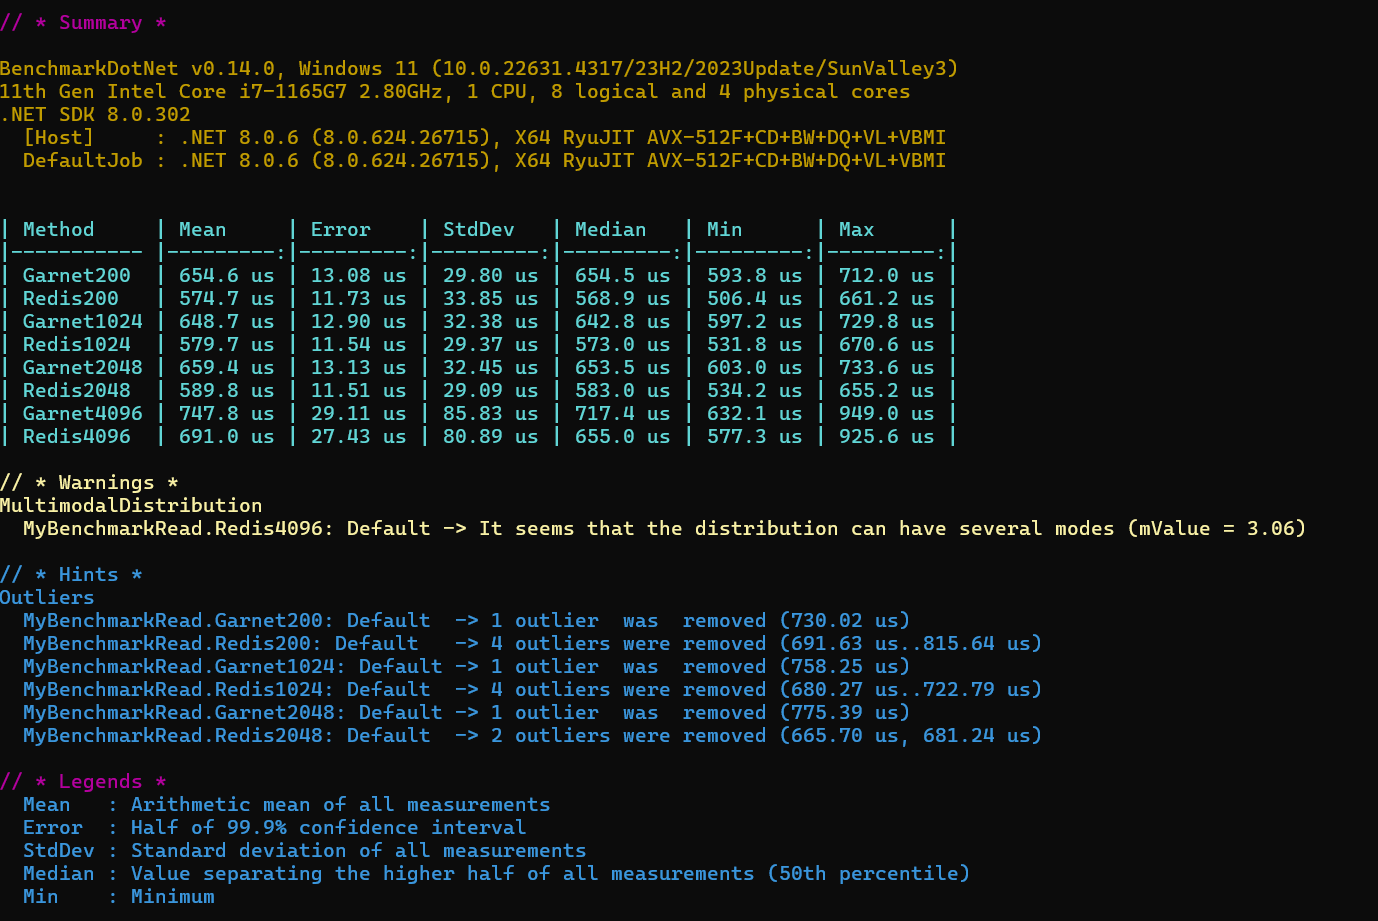 // * Summary *
BenchmarkDotNet v0.14.0, Windows 11 (10.0.22631.4317/23H2/2023Update/SunValley3)
11th Gen Intel Core i7-1165G7 2.80GHz, 1 CPU, 8 logical and 4 physical cores
.NET SDK 8.0.302
  [Host]     : .NET 8.0.6 (8.0.624.26715), X64 RyuJIT AVX-512F+CD+BW+DQ+VL+VBMI
  DefaultJob : .NET 8.0.6 (8.0.624.26715), X64 RyuJIT AVX-512F+CD+BW+DQ+VL+VBMI
| Method     | Mean     | Error    | StdDev   | Median   | Min      | Max      |
|----------- |---------:|---------:|---------:|---------:|---------:|---------:|
| Garnet200  | 654.6 us | 13.08 us | 29.80 us | 654.5 us | 593.8 us | 712.0 us |
| Redis200   | 574.7 us | 11.73 us | 33.85 us | 568.9 us | 506.4 us | 661.2 us |
| Garnet1024 | 648.7 us | 12.90 us | 32.38 us | 642.8 us | 597.2 us | 729.8 us |
| Redis1024  | 579.7 us | 11.54 us | 29.37 us | 573.0 us | 531.8 us | 670.6 us |
| Garnet2048 | 659.4 us | 13.13 us | 32.45 us | 653.5 us | 603.0 us | 733.6 us |
| Redis2048  | 589.8 us | 11.51 us | 29.09 us | 583.0 us | 534.2 us | 655.2 us |
| Garnet4096 | 747.8 us | 29.11 us | 85.83 us | 717.4 us | 632.1 us | 949.0 us |
| Redis4096  | 691.0 us | 27.43 us | 80.89 us | 655.0 us | 577.3 us | 925.6 us |
// * Warnings *
MultimodalDistribution
  MyBenchmarkRead.Redis4096: Default -> It seems that the distribution can have several modes (mValue = 3.06)
// * Hints *
Outliers
  MyBenchmarkRead.Garnet200: Default  -> 1 outlier  was  removed (730.02 us)
  MyBenchmarkRead.Redis200: Default   -> 4 outliers were removed (691.63 us..815.64 us)
  MyBenchmarkRead.Garnet1024: Default -> 1 outlier  was  removed (758.25 us)
  MyBenchmarkRead.Redis1024: Default  -> 4 outliers were removed (680.27 us..722.79 us)
  MyBenchmarkRead.Garnet2048: Default -> 1 outlier  was  removed (775.39 us)
  MyBenchmarkRead.Redis2048: Default  -> 2 outliers were removed (665.70 us, 681.24 us)
// * Legends *
  Mean   : Arithmetic mean of all measurements
  Error  : Half of 99.9% confidence interval
  StdDev : Standard deviation of all measurements
  Median : Value separating the higher half of all measurements (50th percentile)
  Min    : Minimum